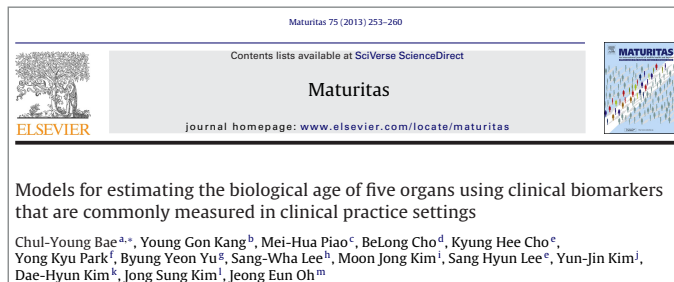 Maturitas 75 (2013) 253–260
Contents lists available at SciVerse ScienceDirect
Maturitas
journal homepage: www.elsevier.com/locate/maturitas
ELSEVIER
MATURITAS
Models for estimating the biological age of five organs using clinical biomarkers
that are commonly measured in clinical practice settings
Chul-Young Bae a,∗, Young Gon Kang b, Mei-Hua Piao c, BeLong Cho d, Kyung Hee Cho e,
Yong Kyu Park f, Byung Yeon Yu g, Sang-Wha Lee h, Moon Jong Kim i, Sang Hyun Lee e, Yun-Jin Kim j,
Dae-Hyun Kim k, Jong Sung Kim l, Jeong Eun Oh m